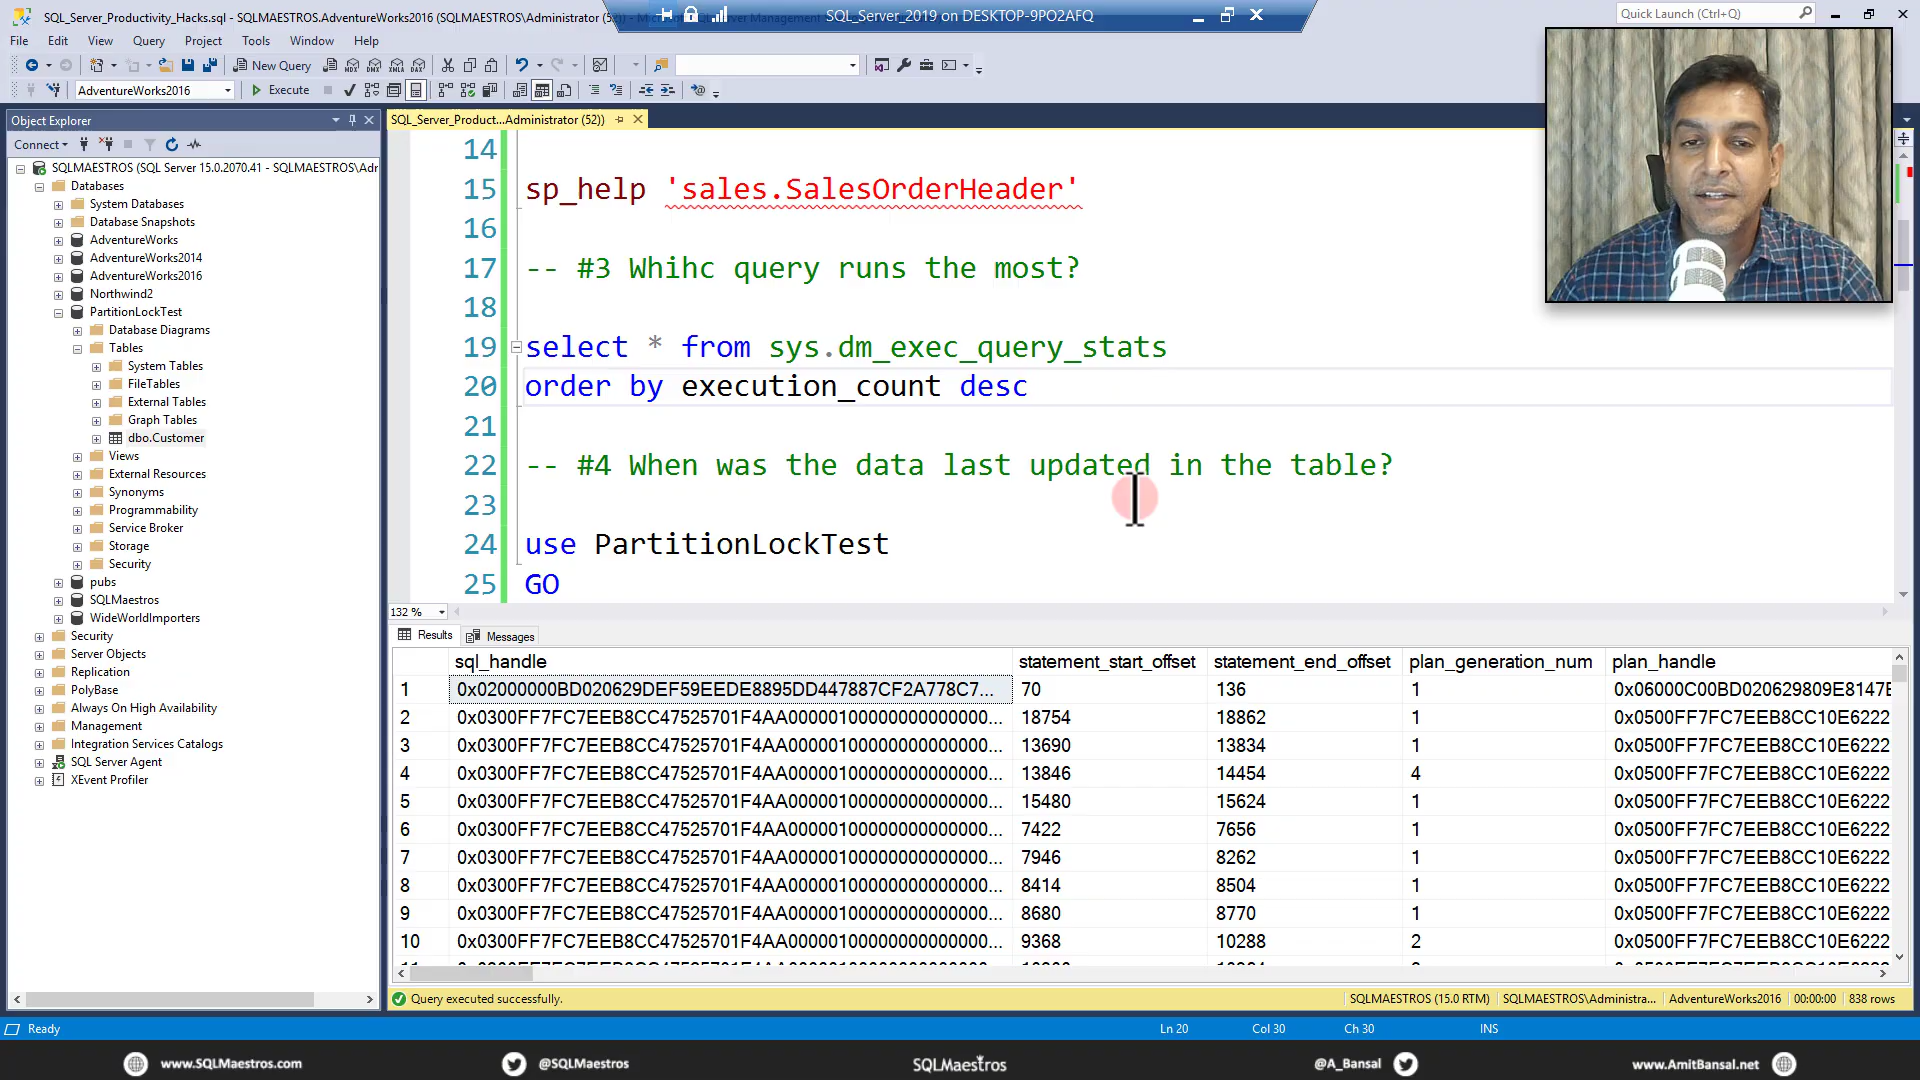 SQL_Server_Productivity_Hacks.sql - SQLMAESTROS.AdventureWorks2016 (SQLMAESTROS\Administrator
SQL_Server_2019 on DESKTOP-9PO2AFQ
Quick Launch (Ctrl+Q)
File Edit View Query Project Tools Window Help
New Query
AdventureWorks2016
Execute
Object Explorer
Connect
SQLMAESTROS (SQL Server 15.0.2070.41 - SQLMAESTROS\Adr
Databases
System Databases
Database Snapshots
AdventureWorks
AdventureWorks2014
AdventureWorks2016
Northwind2
PartitionLockTest
Database Diagrams
Tables
System Tables
FileTables
External Tables
Graph Tables
dbo.Customer
Views
External Resources
Synonyms
Programmability
Service Broker
Storage
Security
pubs
SQLMaestros
WideWorldImporters
Security
Server Objects
Replication
PolyBase
Always On High Availability
Management
Integration Services Catalogs
SQL Server Agent
XEvent Profiler
SQL_Server_Product...Administrator (52))
14
15 sp_help 'sales.SalesOrderHeader'
16
17 -- #3 Whihc query runs the most?
18
19 select * from sys.dm_exec_query_stats
20 order by execution_count desc
21
22 -- #4 When was the data last updated in the table?
23
24 use PartitionLockTest
25 GO
132 %
Results Messages
sql_handle statement_start_offset statement_end_offset plan_generation_num plan_handle
1 0x02000000BD020629DEF59EEDE8895DD447887CF2A778C7... 70 136 1 0x06000C00BD020629809E8147E
2 0x0300FF7FC7EEB8CC47525701F4AA00000100000000000000... 18754 18862 1 0x0500FF7FC7EEB8CC10E6222
3 0x0300FF7FC7EEB8CC47525701F4AA00000100000000000000... 13690 13834 1 0x0500FF7FC7EEB8CC10E6222
4 0x0300FF7FC7EEB8CC47525701F4AA00000100000000000000... 13846 14454 4 0x0500FF7FC7EEB8CC10E6222
5 0x0300FF7FC7EEB8CC47525701F4AA00000100000000000000... 15480 15624 1 0x0500FF7FC7EEB8CC10E6222
6 0x0300FF7FC7EEB8CC47525701F4AA00000100000000000000... 7422 7656 1 0x0500FF7FC7EEB8CC10E6222
7 0x0300FF7FC7EEB8CC47525701F4AA00000100000000000000... 7946 8262 1 0x0500FF7FC7EEB8CC10E6222
8 0x0300FF7FC7EEB8CC47525701F4AA00000100000000000000... 8414 8504 1 0x0500FF7FC7EEB8CC10E6222
9 0x0300FF7FC7EEB8CC47525701F4AA00000100000000000000... 8680 8770 1 0x0500FF7FC7EEB8CC10E6222
10 0x0300FF7FC7EEB8CC47525701F4AA00000100000000000000... 9368 10288 2 0x0500FF7FC7EEB8CC10E6222
Query executed successfully. SQLMAESTROS (15.0 RTM) SQLMAESTROS\Administra... AdventureWorks2016 00:00:00 838 rows
Ready Ln 20 Col 30 Ch 30 INS
www.SQLMaestros.com @SQLMaestros SQLMaestros @A_Bansal www.AmitBansal.net